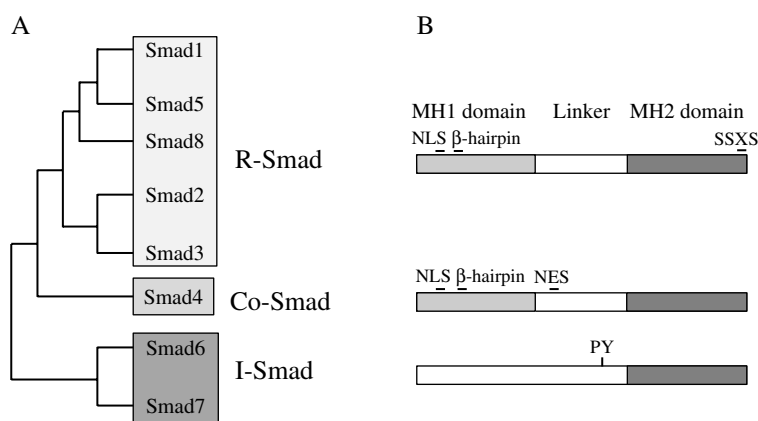 A
Smad1
Smad5
Smad8
Smad2
Smad3
R-Smad
Smad4
Co-Smad
Smad6
Smad7
I-Smad
B
MH1 domain Linker MH2 domain
NLS β-hairpin SSXS
NLS β-hairpin NES
PY